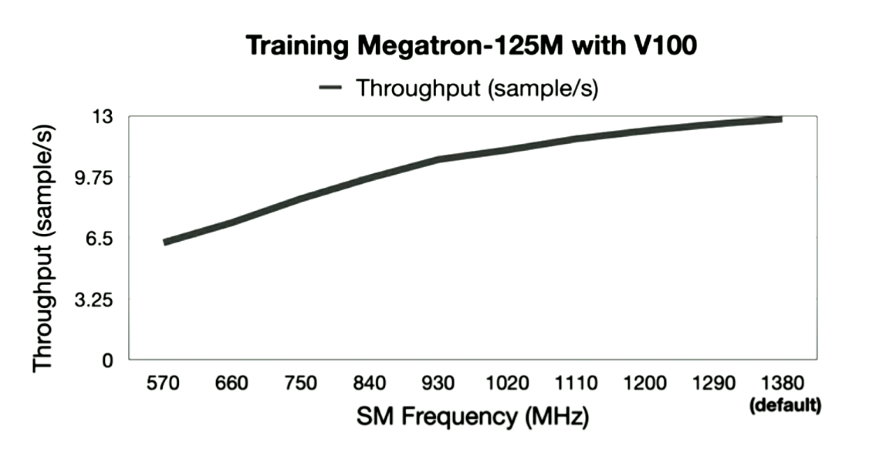 Training Megatron-125M with V100
Throughput (sample/s)
Throughput (sample/s)
13
9.75
6.5
3.25
0
570 660 750 840 930 1020 1110 1200 1290 1380
(default)
SM Frequency (MHz)